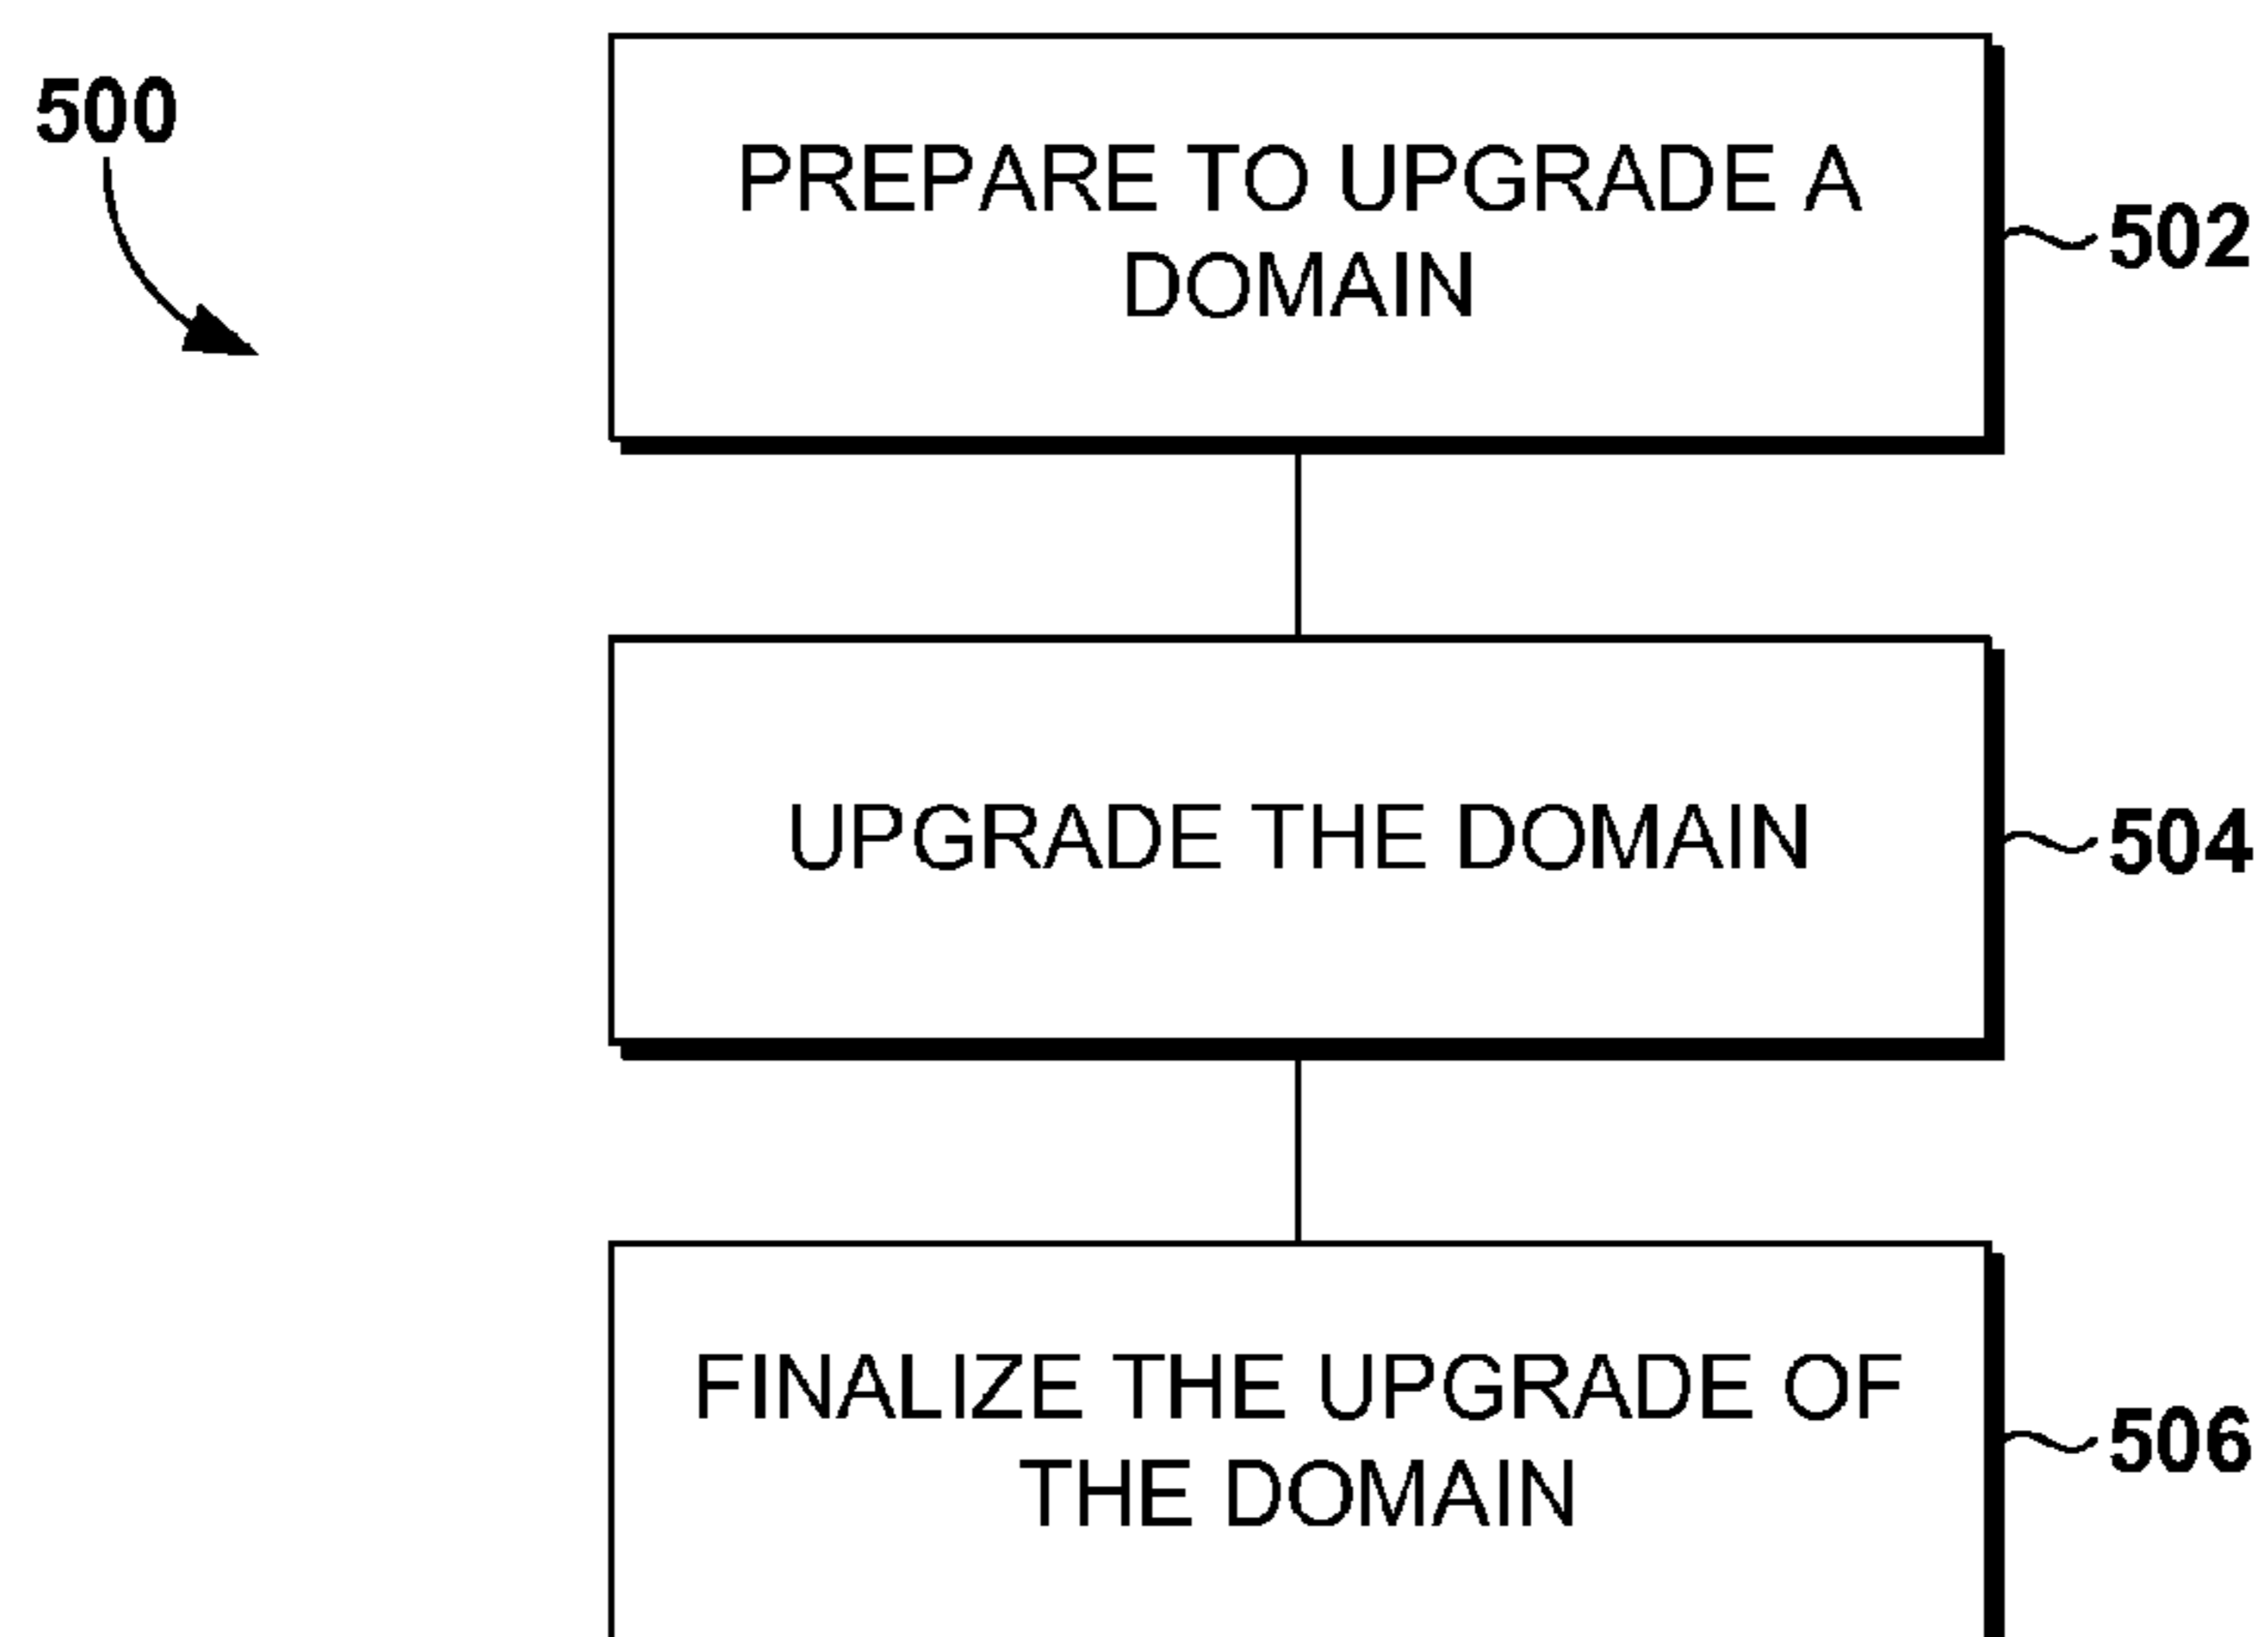 500
PREPARE TO UPGRADE A
DOMAIN
502
UPGRADE THE DOMAIN
504
FINALIZE THE UPGRADE OF
THE DOMAIN
506